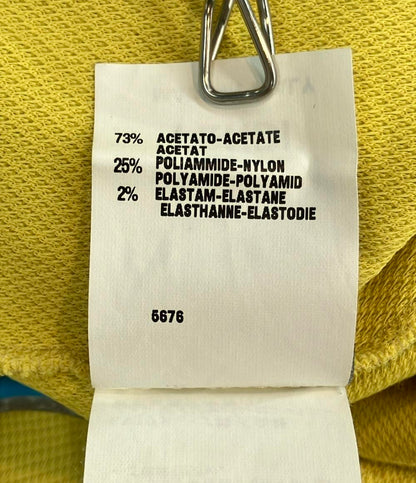 73% ACETATO-ACETATE
ACETAT
25% POLIAMMIDE-NYLON
POLYAMIDE-POLYAMID
2% ELASTAM-ELASTANE
ELASTHANNE-ELASTODIE
5676